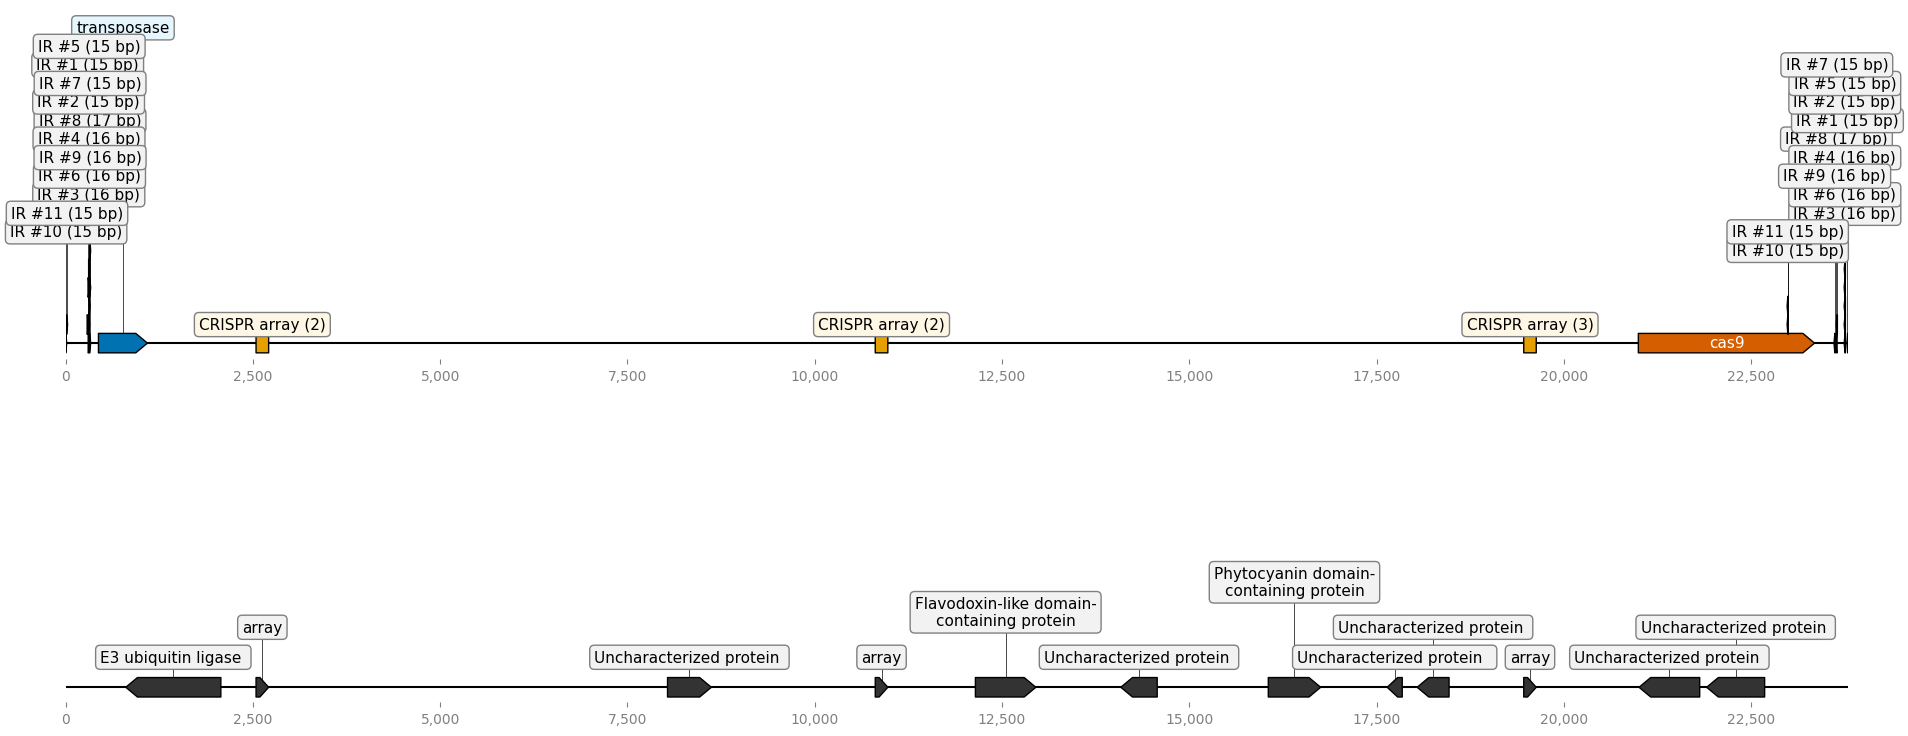 transposase
IR #5 (15 bp)
IR #1 (15 bp)
IR #7 (15 bp)
IR #2 (15 bp)
IR #8 (17 bp)
IR #4 (16 bp)
IR #9 (16 bp)
IR #6 (16 bp)
IR #3 (16 bp)
IR #11 (15 bp)
IR #10 (15 bp)
IR #7 (15 bp)
IR #5 (15 bp)
IR #2 (15 bp)
IR #1 (15 bp)
IR #8 (17 bp)
IR #4 (16 bp)
IR #9 (16 bp)
IR #6 (16 bp)
IR #3 (16 bp)
IR #11 (15 bp)
IR #10 (15 bp)
CRISPR array (2)
CRISPR array (2)
CRISPR array (3)
cas9
0
2,500
5,000
7,500
10,000
12,500
15,000
17,500
20,000
22,500
Phytocyanin domain-
containing protein
Flavodoxin-like domain-
containing protein
array
Uncharacterized protein
Uncharacterized protein
E3 ubiquitin ligase
Uncharacterized protein
array
Uncharacterized protein
Uncharacterized protein
array
Uncharacterized protein
0
2,500
5,000
7,500
10,000
12,500
15,000
17,500
20,000
22,500